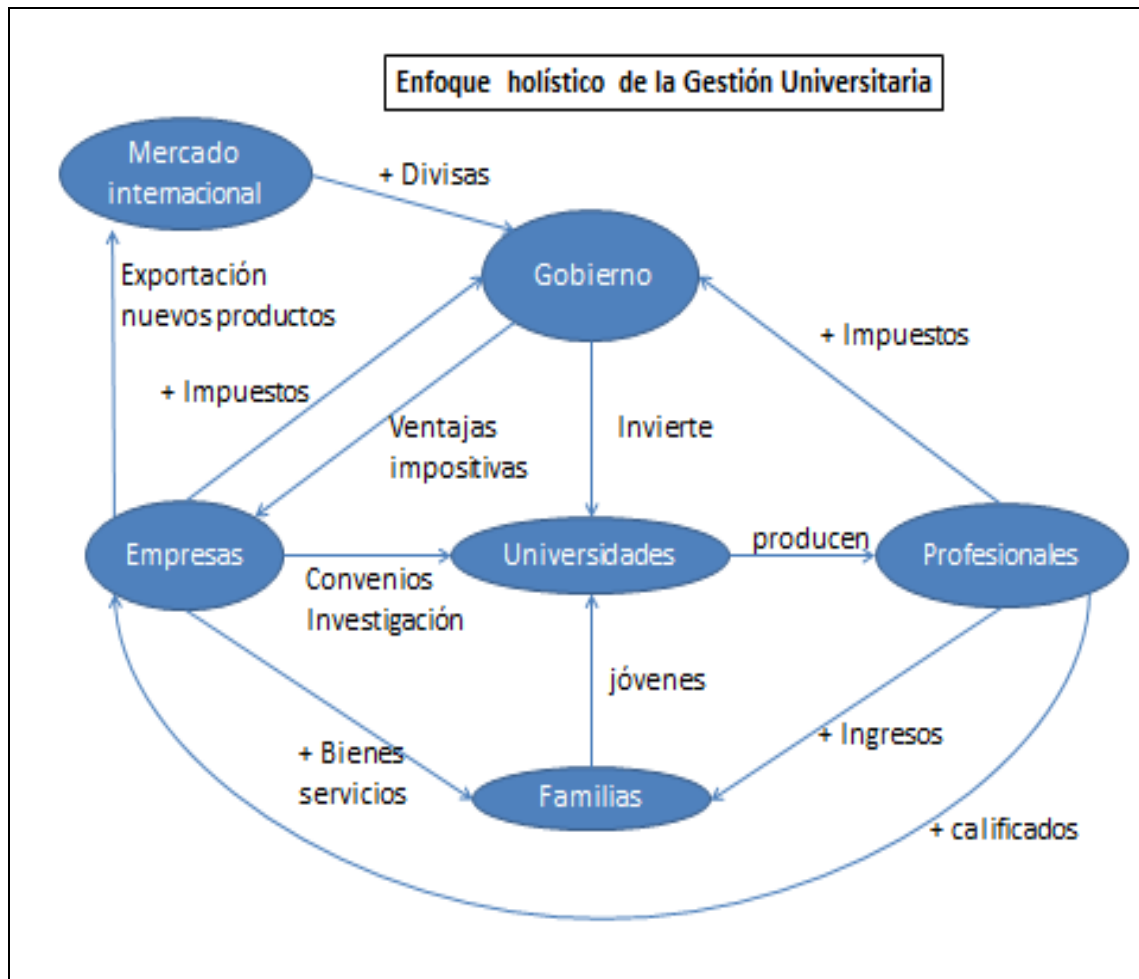 Enfoque holístico de la Gestión Universitaria
Mercado
internacional
+ Divisas
Gobierno
Exportación
nuevos productos
+ Impuestos
+ Impuestos
Ventajas
impositivas
Invierte
Empresas
Convenios
Investigación
Universidades
producen
Profesionales
jóvenes
+ Bienes
servicios
+ Ingresos
Familias
+ calificados